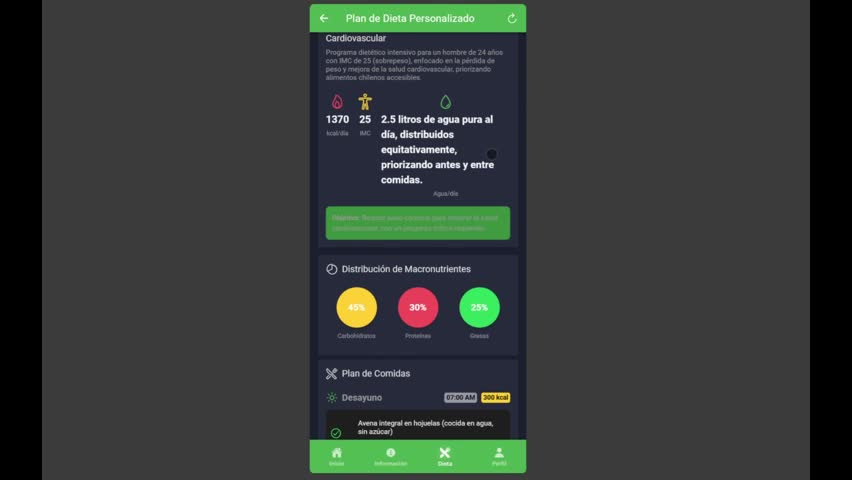 Plan de Dieta Personalizado
Cardiovascular
Programa dietético intensivo para un hombre de 24 años
con IMC de 25 (sobrepeso), enfocado en la pérdida de
peso y mejora de la salud cardiovascular, priorizando
alimentos chilenos accesibles.
1370
kcal/día
25
IMC
2.5 litros de agua pura al
día, distribuidos
equitativamente,
priorizando antes y entre
comidas.
Agua/día
Objetivo: Reducir peso corporal para mejorar la salud
cardiovascular, con un progreso
Distribución de Macronutrientes
45% 30% 25%
Carbohidratos Proteínas Grasas
Plan de Comidas
Desayuno 07:00 AM 300 kcal
Avena integral en hojuelas (cocida en agua,
sin azúcar)
Inicio Información Dieta Perfil